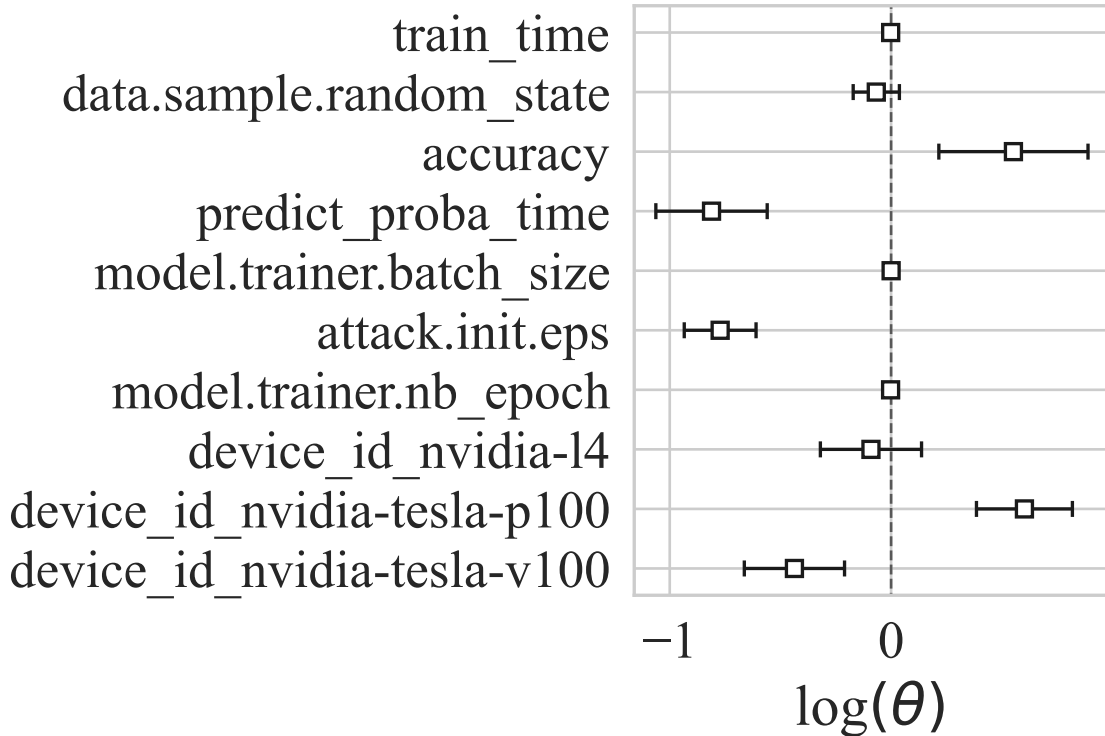 train_time
data.sample.random_state
accuracy
predict_proba_time
model.trainer.batch_size
attack.init.eps
model.trainer.nb_epoch
device_id_nvidia-l4
device_id_nvidia-tesla-p100
device_id_nvidia-tesla-v100
−1 0
log(θ)